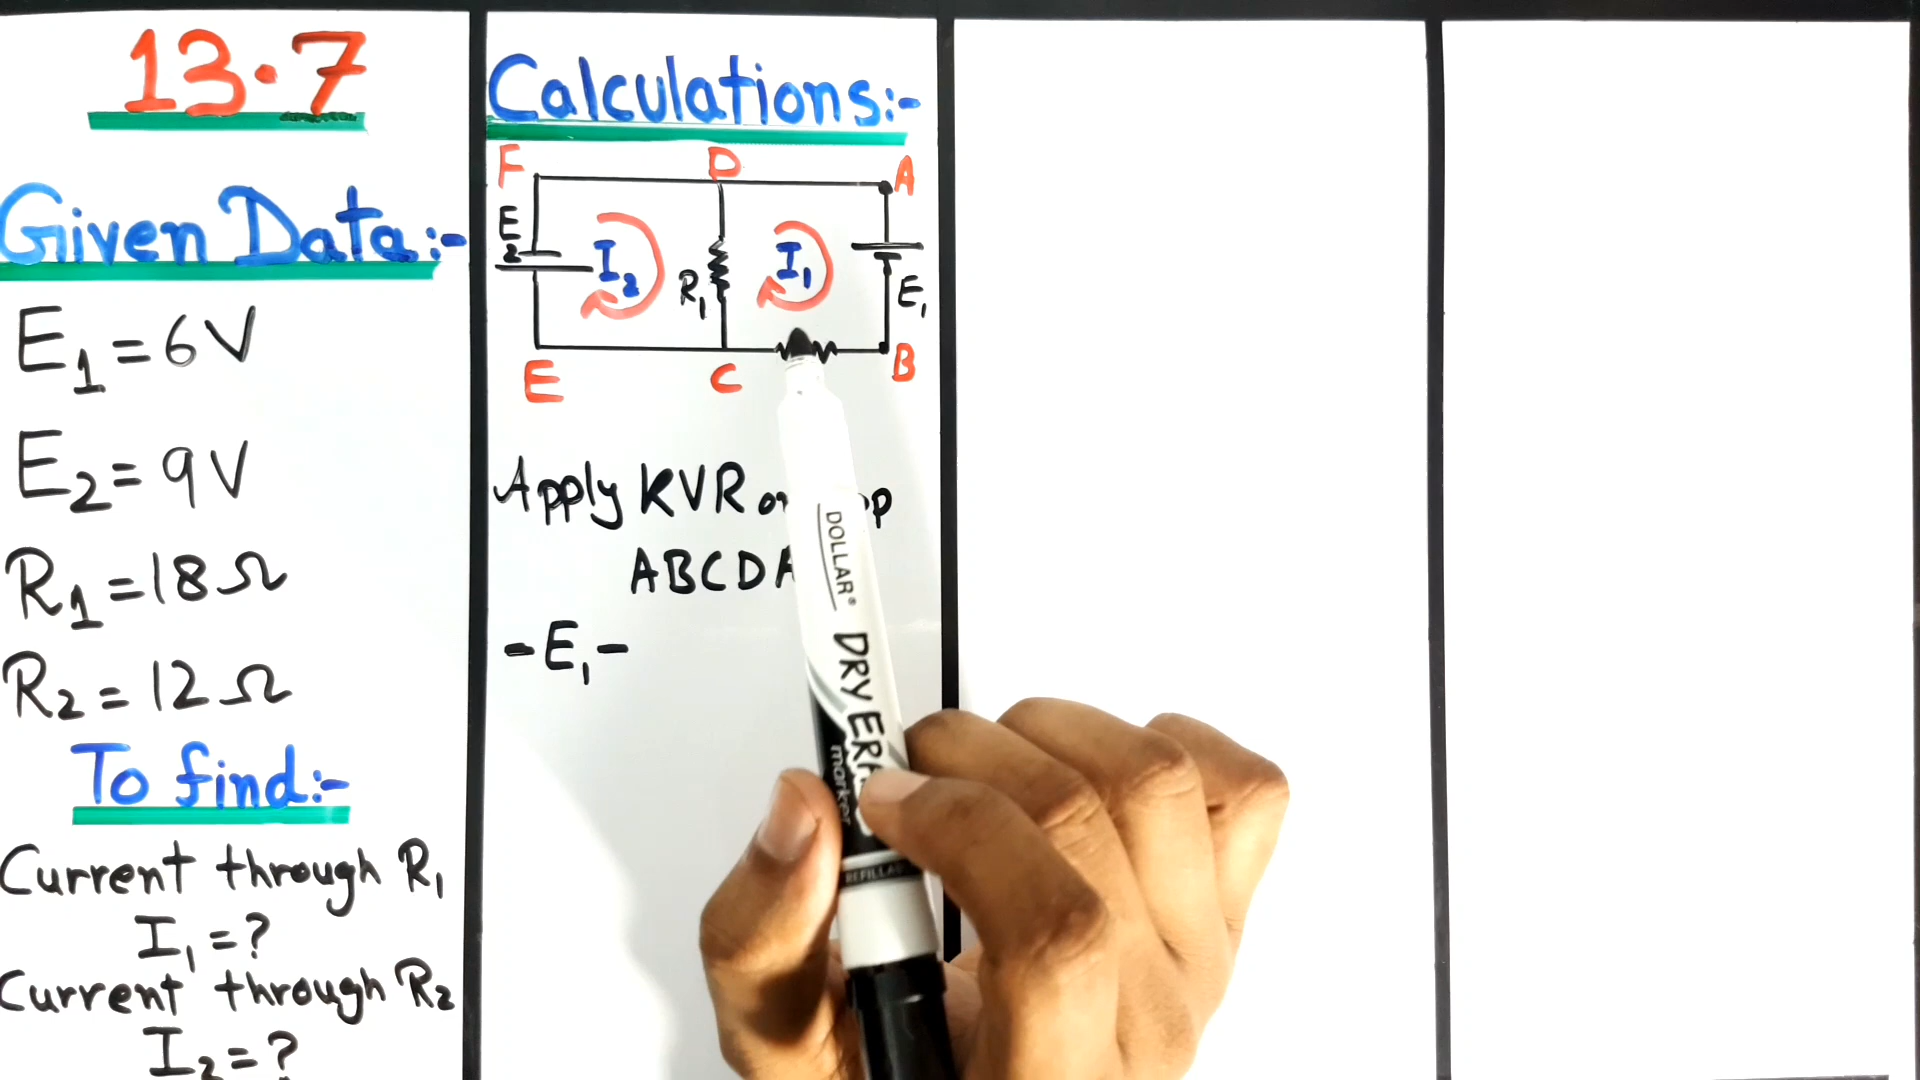 13.7
Given Data:-
E1 = 6V
E2 = 9V
R1 = 18Ω
R2 = 12Ω
To find:-
Current through R1
I1 = ?
Current through R2
I2 = ?
Calculations:-
F D A
E2 I2 R1 I1 E1
E C B
Apply KVR
ABCDA
-E1-
DOLLAR® DRY ERA
marker
REFILLAB